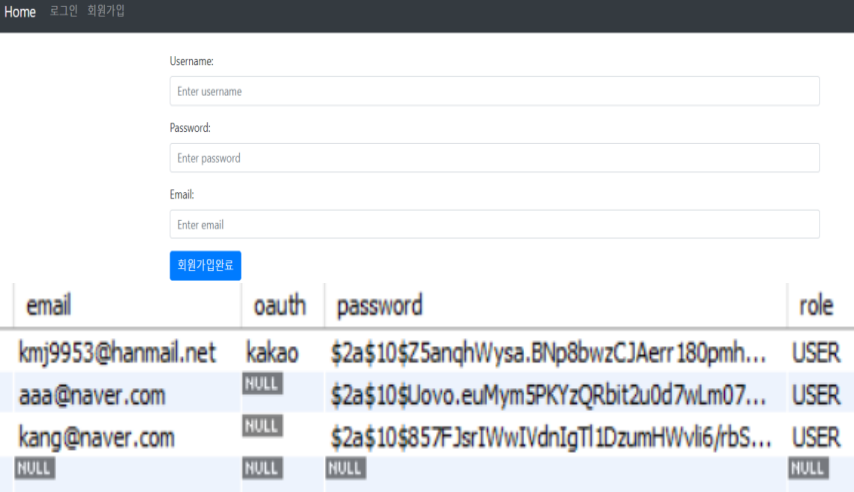 Home 로그인 회원가입
Username:
Enter username
Password:
Enter password
Email:
Enter email
회원가입완료
email oauth password role
kmj9953@hanmail.net kakao $2a$10$Z5anqhWysa.BNp8bwzCJAerr180pmh... USER
aaa@naver.com NULL $2a$10$Uovo.euMym5PKYzQRbit2u0d7wLm07... USER
kang@naver.com NULL $2a$10$857FJsrIWwIVdnIgTl1DzumHWvli6/rbS... USER
NULL NULL NULL NULL